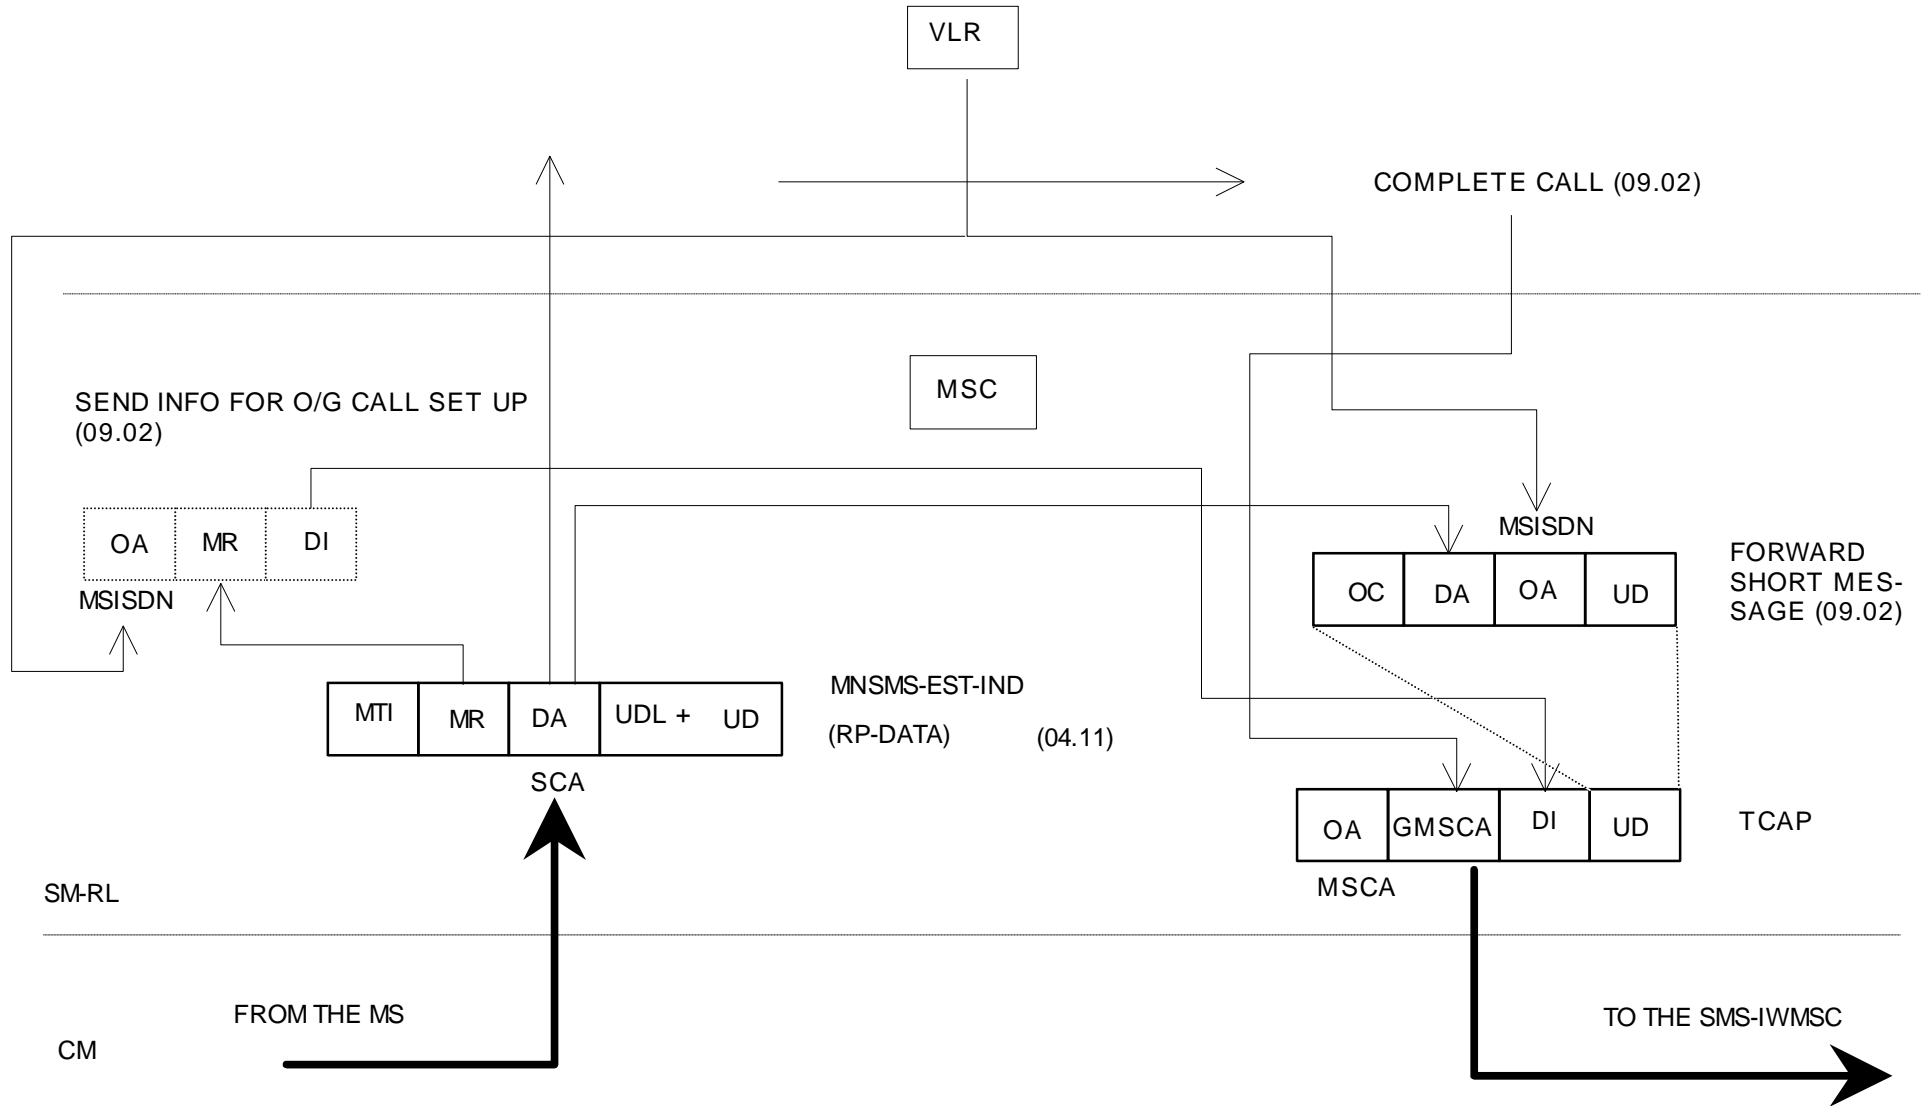 VLR
COMPLETE CALL (09.02)
MSC
SEND INFO FOR O/G CALL SET UP
(09.02)
OA MR DI
MSISDN
MSISDN
OC DA OA UD
FORWARD
SHORT MES-
SAGE (09.02)
MTI MR DA UDL + UD
SCA
MNSMS-EST-IND
(RP-DATA) (04.11)
OA GMSCA DI UD
MSCA
TCAP
SM-RL
FROM THE MS
TO THE SMS-IWMSC
CM